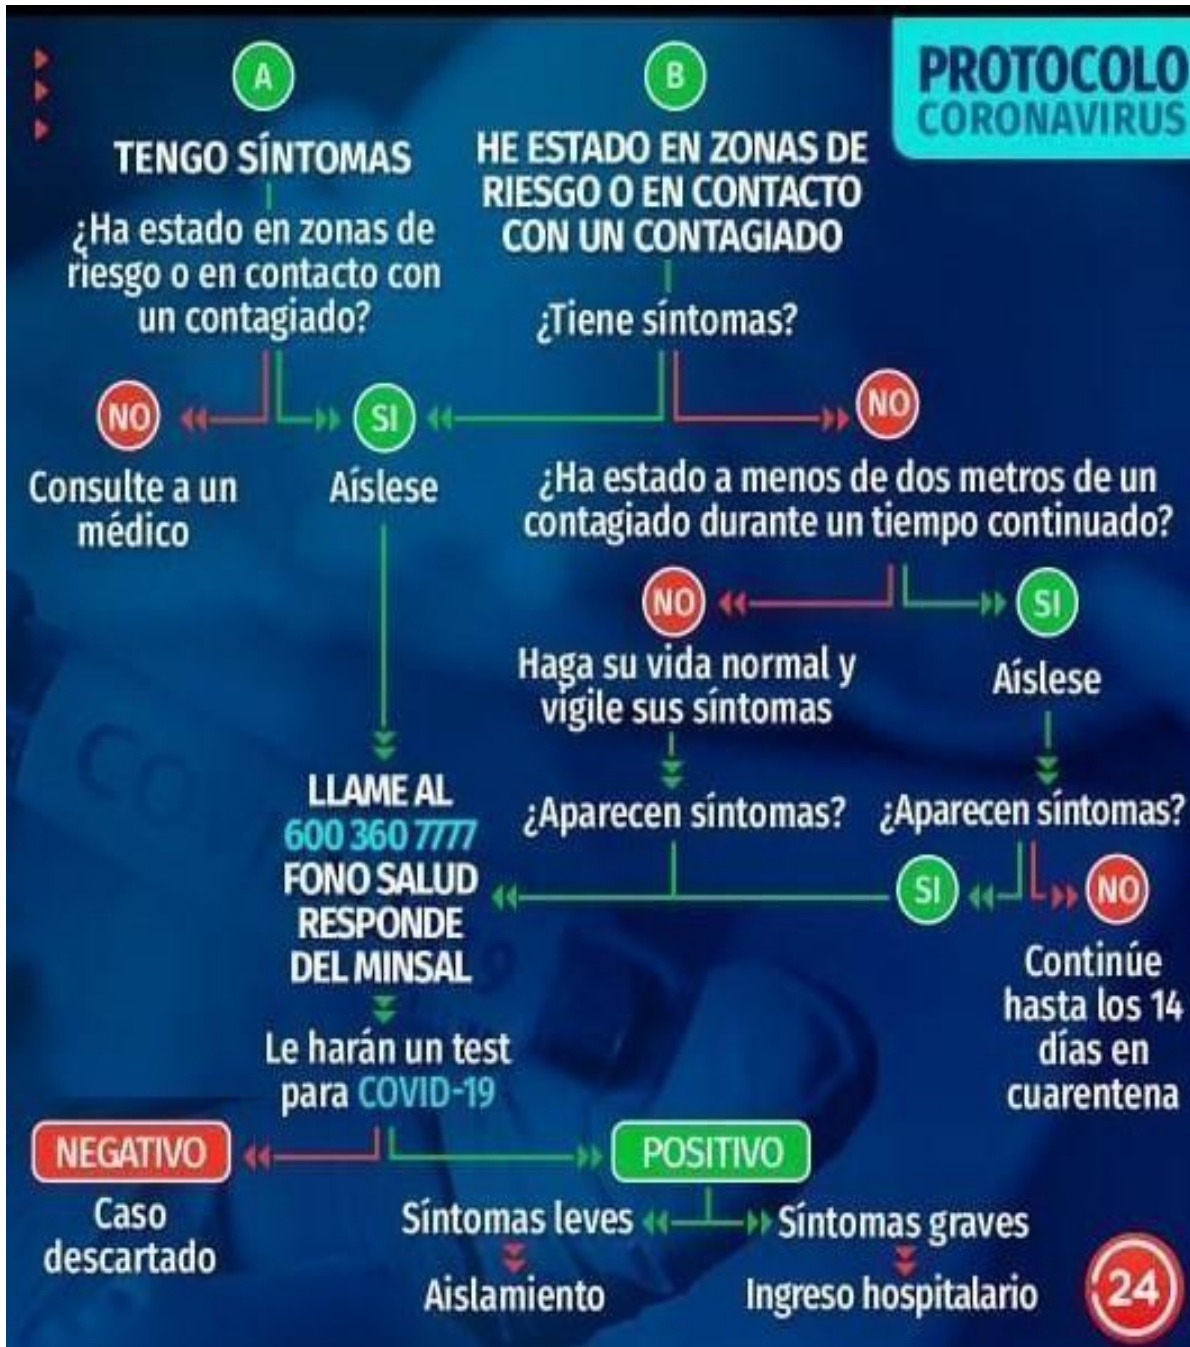 PROTOCOLO
CORONAVIRUS
A
TENGO SÍNTOMAS
¿Ha estado en zonas de
riesgo o en contacto con
un contagiado?
NO
Consulte a un
médico
SI
Aíslese
B
HE ESTADO EN ZONAS DE
RIESGO O EN CONTACTO
CON UN CONTAGIADO
¿Tiene síntomas?
NO
¿Ha estado a menos de dos metros de un
contagiado durante un tiempo continuado?
NO
Haga su vida normal y
vigile sus síntomas
¿Aparecen síntomas?
SI
Aíslese
¿Aparecen síntomas?
SI
NO
Continúe
hasta los 14
días en
cuarentena
LLAME AL
600 360 7777
FONO SALUD
RESPONDE
DEL MINSAL
Le harán un test
para COVID-19
NEGATIVO
Caso
descartado
POSITIVO
Síntomas leves
Aislamiento
Síntomas graves
Ingreso hospitalario
24